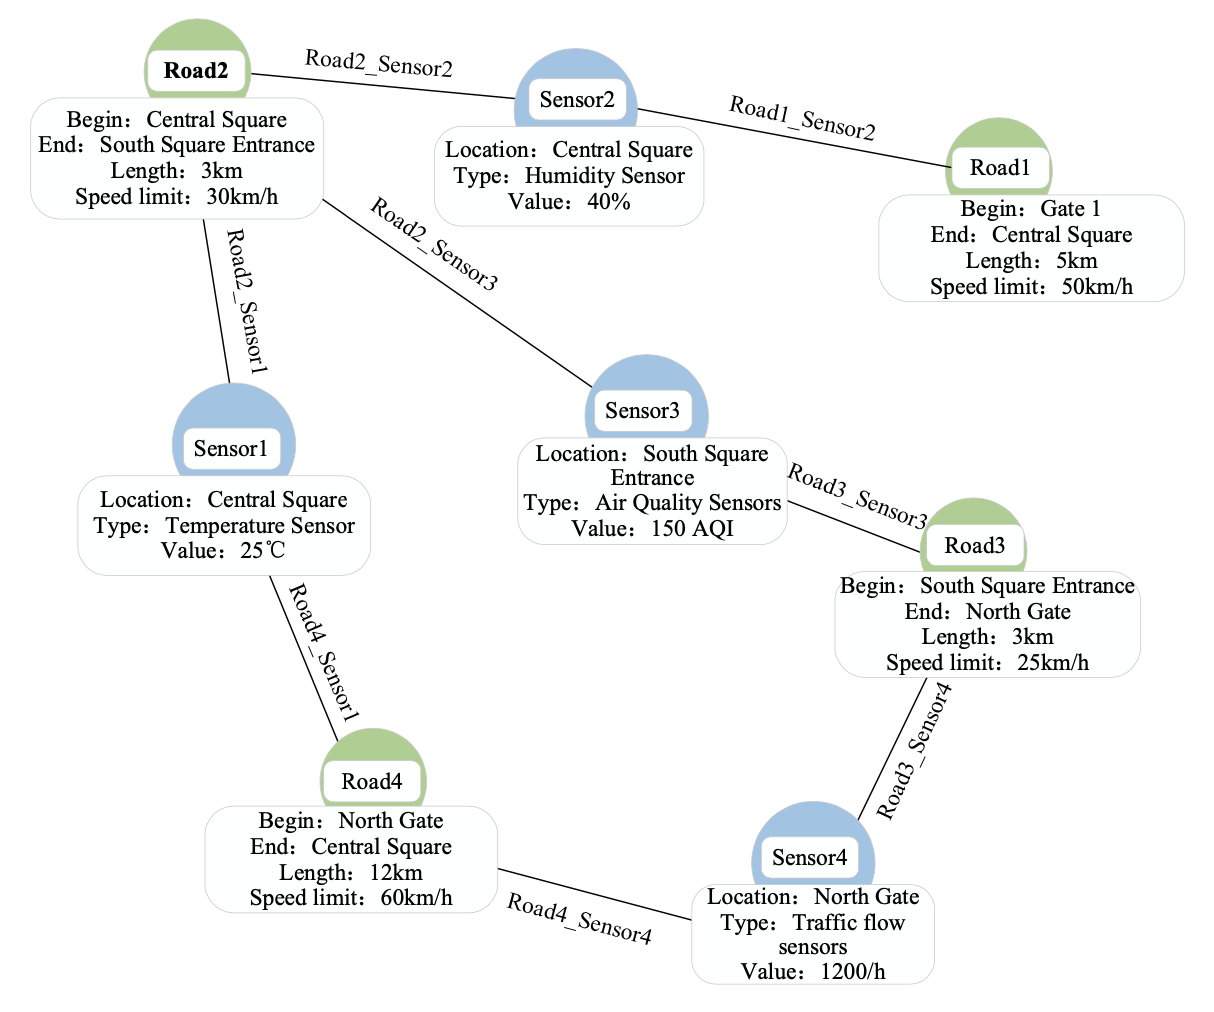 Road2
Begin：Central Square
End：South Square Entrance
Length：3km
Speed limit：30km/h
Road2_Sensor2
Sensor2
Location：Central Square
Type：Humidity Sensor
Value：40%
Road1_Sensor2
Road1
Begin：Gate 1
End：Central Square
Length：5km
Speed limit：50km/h
Road2_Sensor1
Road2_Sensor3
Sensor1
Location：Central Square
Type：Temperature Sensor
Value：25℃
Sensor3
Location：South Square
Entrance
Type：Air Quality Sensors
Value：150 AQI
Road3_Sensor3
Road3
Begin：South Square Entrance
End：North Gate
Length：3km
Speed limit：25km/h
Road4_Sensor1
Road3_Sensor4
Road4
Begin：North Gate
End：Central Square
Length：12km
Speed limit：60km/h
Road4_Sensor4
Sensor4
Location：North Gate
Type：Traffic flow
sensors
Value：1200/h